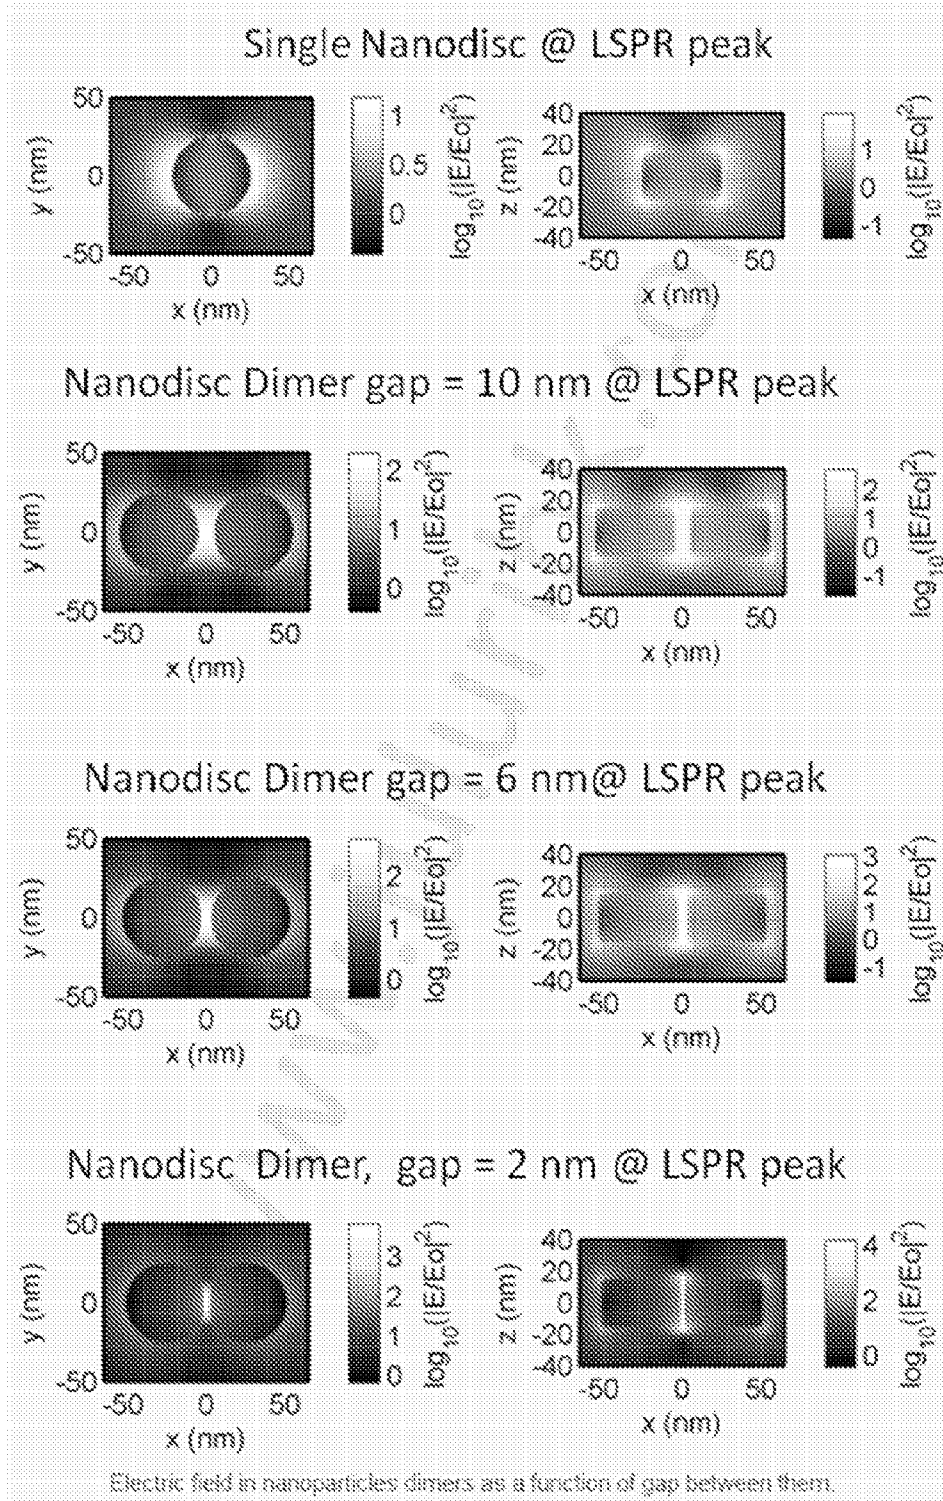 Single Nanodisc @ LSPR peak
50
0
-50
y (nm)
-50 0 50
x (nm)
1
0.5
0
log10(|E/Eo|^2)
40
20
0
-20
-40
z (nm)
-50 0 50
x (nm)
1
0
-1
log10(|E/Eo|^2)
Nanodisc Dimer gap = 10 nm @ LSPR peak
50
0
-50
y (nm)
-50 0 50
x (nm)
2
1
0
log10(|E/Eo|^2)
40
20
0
-20
-40
z (nm)
-50 0 50
x (nm)
2
1
0
-1
log10(|E/Eo|^2)
Nanodisc Dimer gap = 6 nm@ LSPR peak
50
0
-50
y (nm)
-50 0 50
x (nm)
2
1
0
log10(|E/Eo|^2)
40
20
0
-20
-40
z (nm)
-50 0 50
x (nm)
3
2
1
0
-1
log10(|E/Eo|^2)
Nanodisc Dimer, gap = 2 nm @ LSPR peak
50
0
-50
y (nm)
-50 0 50
x (nm)
3
2
1
0
log10(|E/Eo|^2)
40
20
0
-20
-40
z (nm)
-50 0 50
x (nm)
4
2
0
log10(|E/Eo|^2)
Electric field in nanoparticles dimers as a function of gap between them.